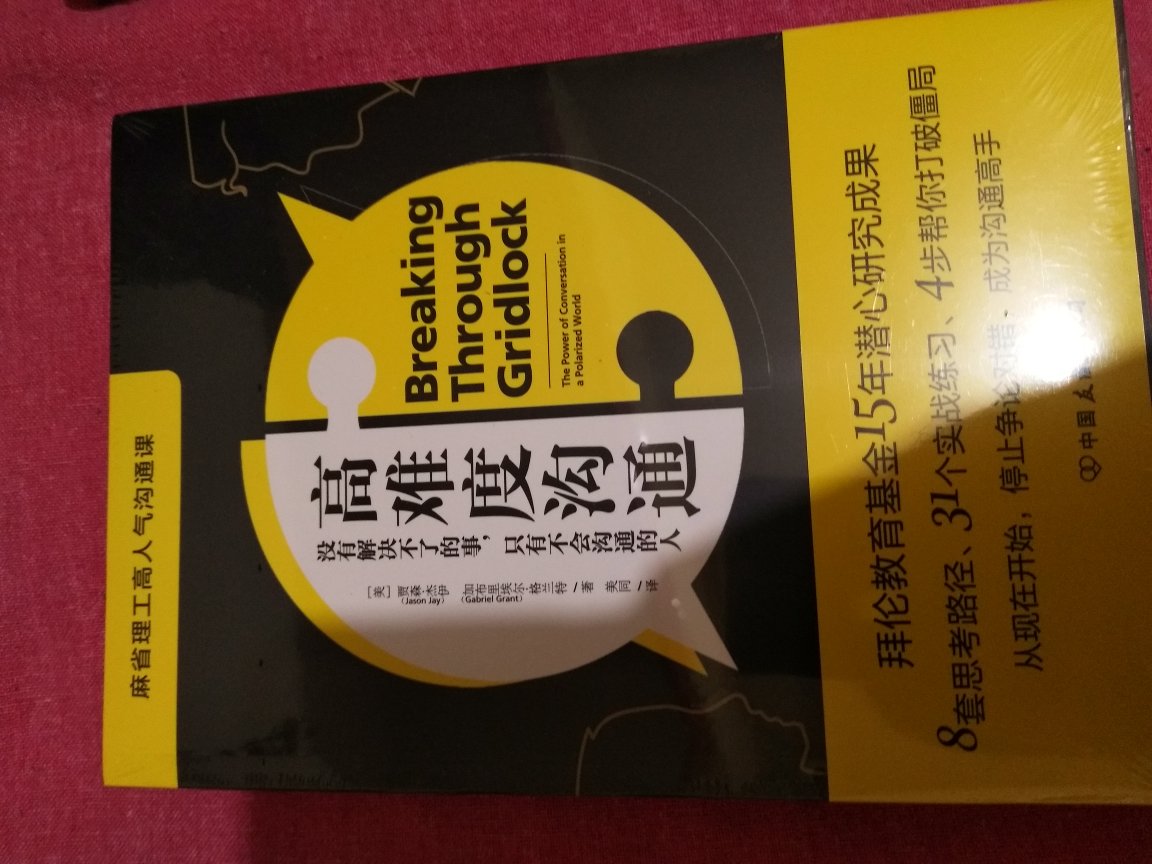 麻省理工高人气沟通课
Breaking
Through
Gridlock
The Power of Conversation in
a Polarized World
高难度沟通
没有解决不了的事，只有不会沟通的人
[美] 贾森·杰伊 加布里埃尔·格兰特 / 著 美同 / 译
(Jason Jay) (Gabriel Grant)
拜伦教育基金15年潜心研究成果
8套思考路径、31个实战练习、4步帮你打破僵局
从现在开始，停止争论对错，成为沟通高手
中国友